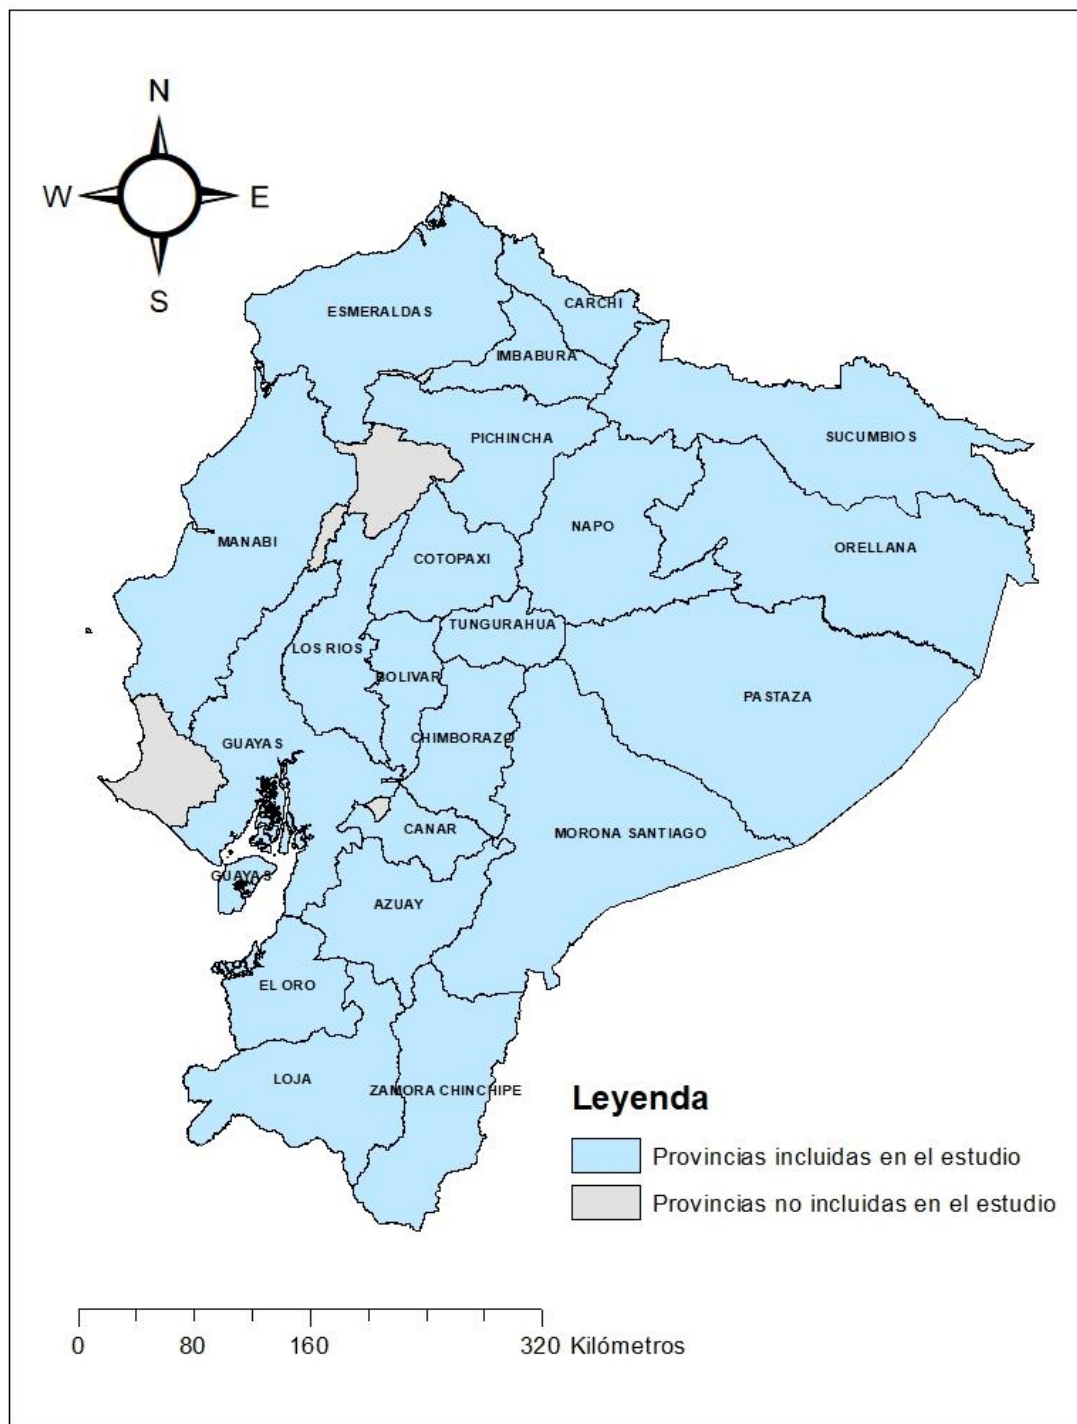 N
W
E
S
ESMERALDAS
CARCHI
IMBABURA
PICHINCHA
SUCUMBIOS
NAPO
ORELLANA
MANABI
COTOPAXI
TUNGURAHUA
LOS RIOS
BOLIVAR
PASTAZA
CHIMBORAZO
GUAYAS
CANAR
MORONA SANTIAGO
GUAYAS
AZUAY
EL ORO
LOJA
ZAMORA CHINCHIPE
Leyenda
Provincias incluidas en el estudio
Provincias no incluidas en el estudio
0 80 160 320 Kilómetros